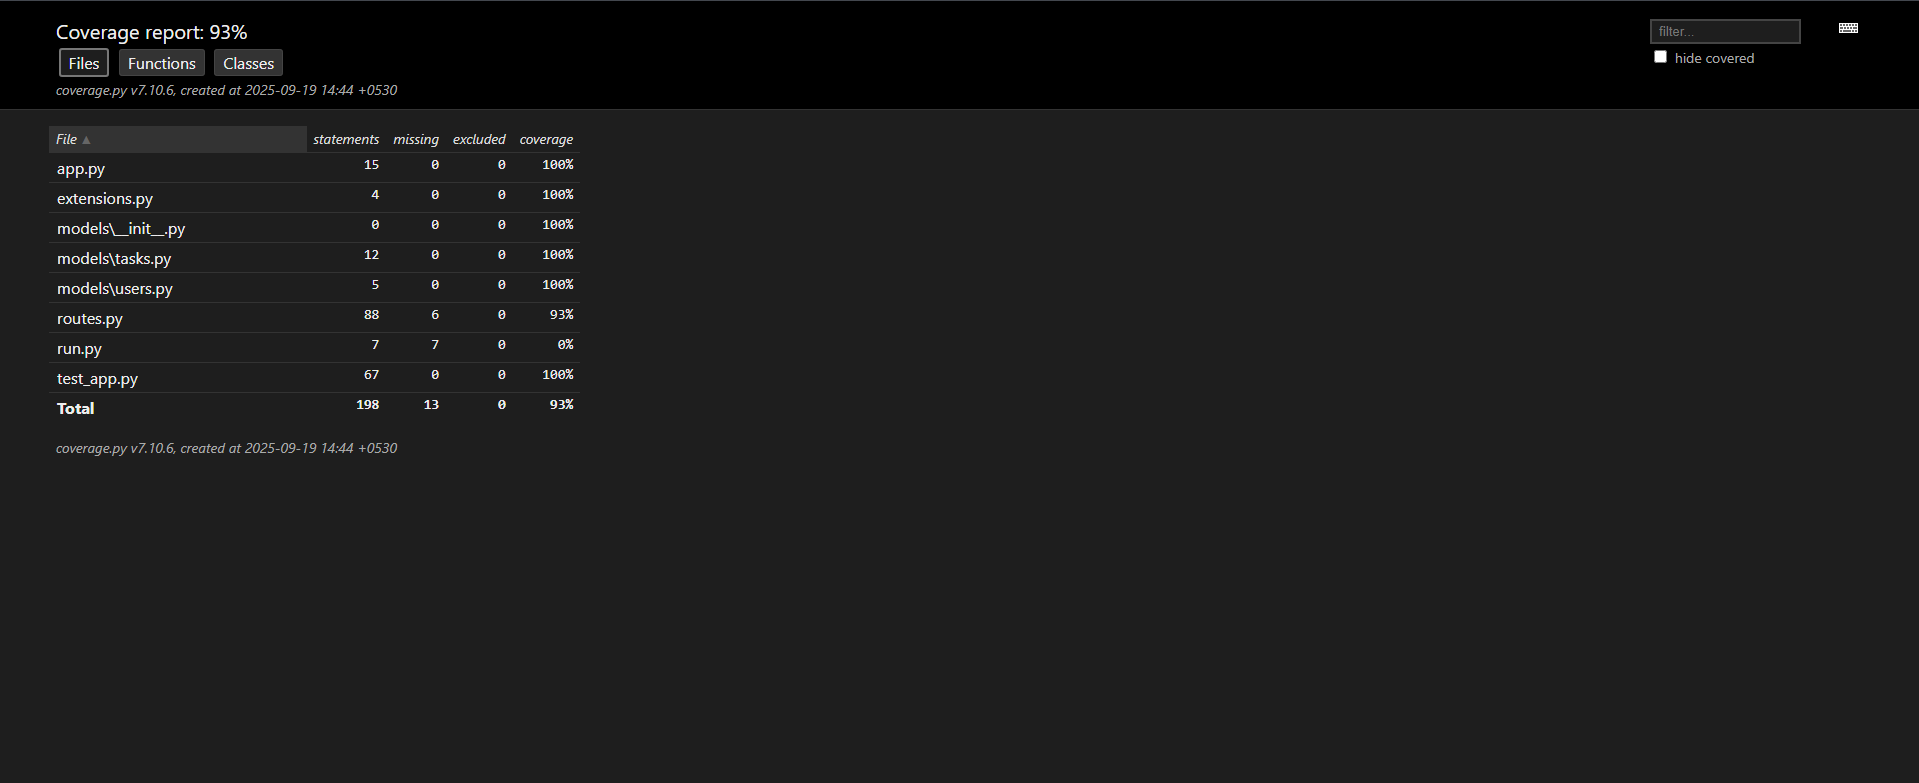 Coverage report: 93%
filter...
hide covered
Files Functions Classes
coverage.py v7.10.6, created at 2025-09-19 14:44 +0530
File ▲ statements missing excluded coverage
app.py 15 0 0 100%
extensions.py 4 0 0 100%
models\__init__.py 0 0 0 100%
models\tasks.py 12 0 0 100%
models\users.py 5 0 0 100%
routes.py 88 6 0 93%
run.py 7 7 0 0%
test_app.py 67 0 0 100%
Total 198 13 0 93%
coverage.py v7.10.6, created at 2025-09-19 14:44 +0530